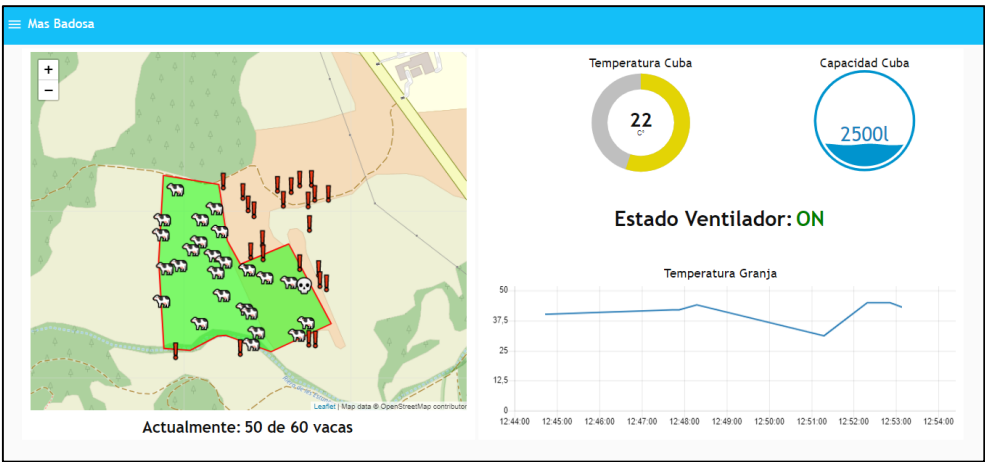 Mas Badosa
+
−
Leaflet | Map data © OpenStreetMap contributor
Actualmente: 50 de 60 vacas
Temperatura Cuba
22
C°
Capacidad Cuba
2500l
Estado Ventilador: ON
Temperatura Granja
50
37,5
25
12,5
0
12:44:00 12:45:00 12:46:00 12:47:00 12:48:00 12:49:00 12:50:00 12:51:00 12:52:00 12:53:00 12:54:00